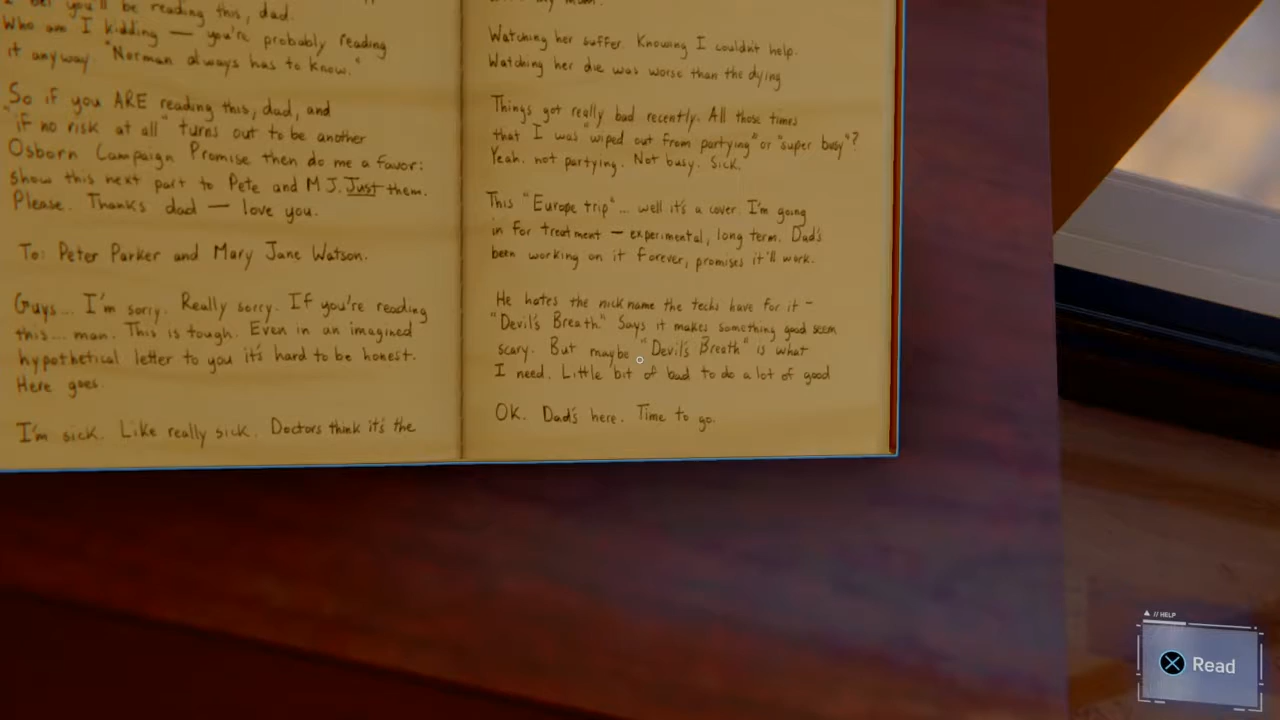 I bet you'll be reading this, dad.
Who am I kidding — you're probably reading
it anyway. "Norman always has to know."
So if you ARE reading this, dad, and
"if no risk at all" turns out to be another
Osborn Campaign Promise then do me a favor:
show this next part to Pete and MJ. Just them.
Please. Thanks dad — love you.
To: Peter Parker and Mary Jane Watson.
Guys... I'm sorry. Really sorry. If you're reading
this... man. This is tough. Even in an imagined
hypothetical letter to you it's hard to be honest.
Here goes.
I'm sick. Like really sick. Doctors think it's the
my mom.
Watching her suffer. Knowing I couldn't help.
Watching her die was worse than the dying
Things got really bad recently. All those times
that I was "wiped out from partying" or "super busy"?
Yeah. not partying. Not busy. Sick.
This "Europe trip"... well it's a cover. I'm going
in for treatment — experimental, long term. Dad's
been working on it forever, promises it'll work.
He hates the nickname the techs have for it -
"Devil's Breath." Says it makes something good seem
scary. But maybe "Devil's Breath" is what
I need. Little bit of bad to do a lot of good
OK. Dad's here. Time to go.
// HELP
Read